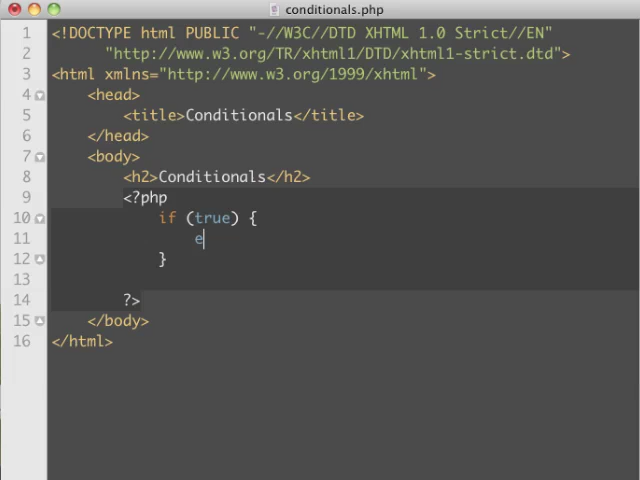 conditionals.php
1 <!DOCTYPE html PUBLIC "-//W3C//DTD XHTML 1.0 Strict//EN"
2 "http://www.w3.org/TR/xhtml1/DTD/xhtml1-strict.dtd">
3 <html xmlns="http://www.w3.org/1999/xhtml">
4 <head>
5 <title>Conditionals</title>
6 </head>
7 <body>
8 <h2>Conditionals</h2>
9 <?php
10 if (true) {
11 e
12 }
13
14 ?>
15 </body>
16 </html>